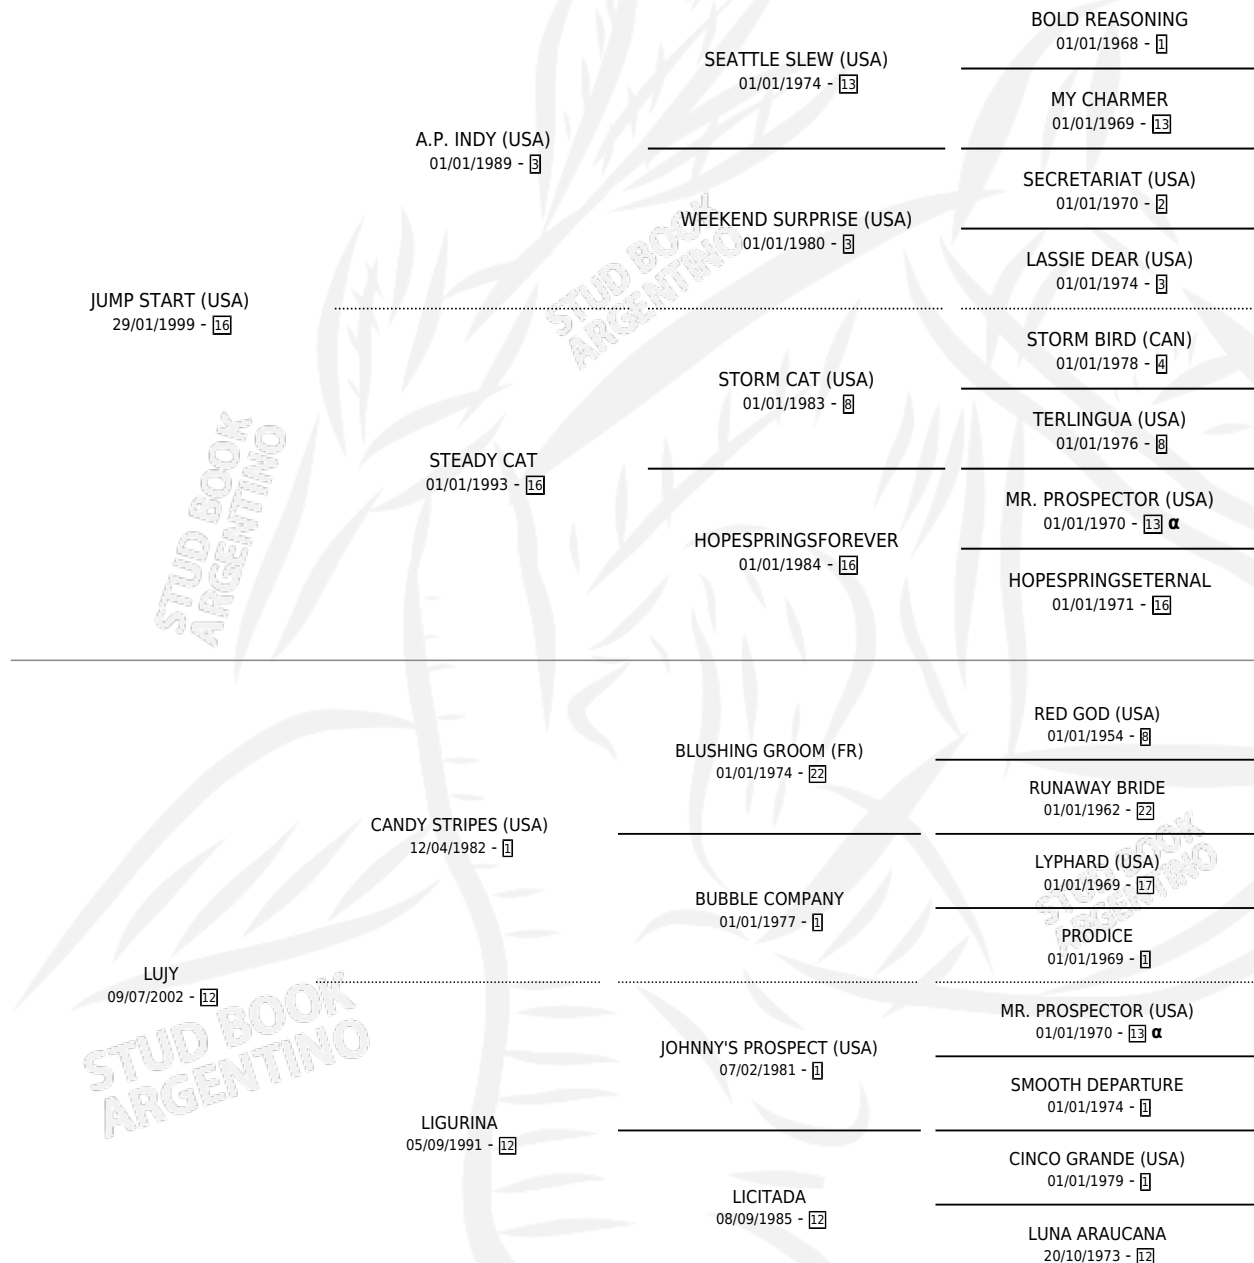 BOLD REASONING
01/01/1968 - 1
SEATTLE SLEW (USA)
01/01/1974 - 13
MY CHARMER
01/01/1969 - 13
A.P. INDY (USA)
01/01/1989 - 3
SECRETARIAT (USA)
01/01/1970 - 2
WEEKEND SURPRISE (USA)
01/01/1980 - 3
LASSIE DEAR (USA)
01/01/1974 - 3
JUMP START (USA)
29/01/1999 - 16
STORM BIRD (CAN)
01/01/1978 - 4
STORM CAT (USA)
01/01/1983 - 8
TERLINGUA (USA)
01/01/1976 - 8
STEADY CAT
01/01/1993 - 16
MR. PROSPECTOR (USA)
01/01/1970 - 13 α
HOPESPRINGSFOREVER
01/01/1984 - 16
HOPESPRINGSETERNAL
01/01/1971 - 16
RED GOD (USA)
01/01/1954 - 8
BLUSHING GROOM (FR)
01/01/1974 - 22
RUNAWAY BRIDE
01/01/1962 - 22
CANDY STRIPES (USA)
12/04/1982 - 1
LYPHARD (USA)
01/01/1969 - 17
BUBBLE COMPANY
01/01/1977 - 1
PRODICE
01/01/1969 - 1
LUJY
09/07/2002 - 12
MR. PROSPECTOR (USA)
01/01/1970 - 13 α
JOHNNY'S PROSPECT (USA)
07/02/1981 - 1
SMOOTH DEPARTURE
01/01/1974 - 1
LIGURINA
05/09/1991 - 12
CINCO GRANDE (USA)
01/01/1979 - 1
LICITADA
08/09/1985 - 12
LUNA ARAUCANA
20/10/1973 - 12
STUD BOOK
ARGENTINO
STUD BOOK
ARGENTINO
STUD BOOK
ARGENTINO
STUD BOOK
ARGENTINO